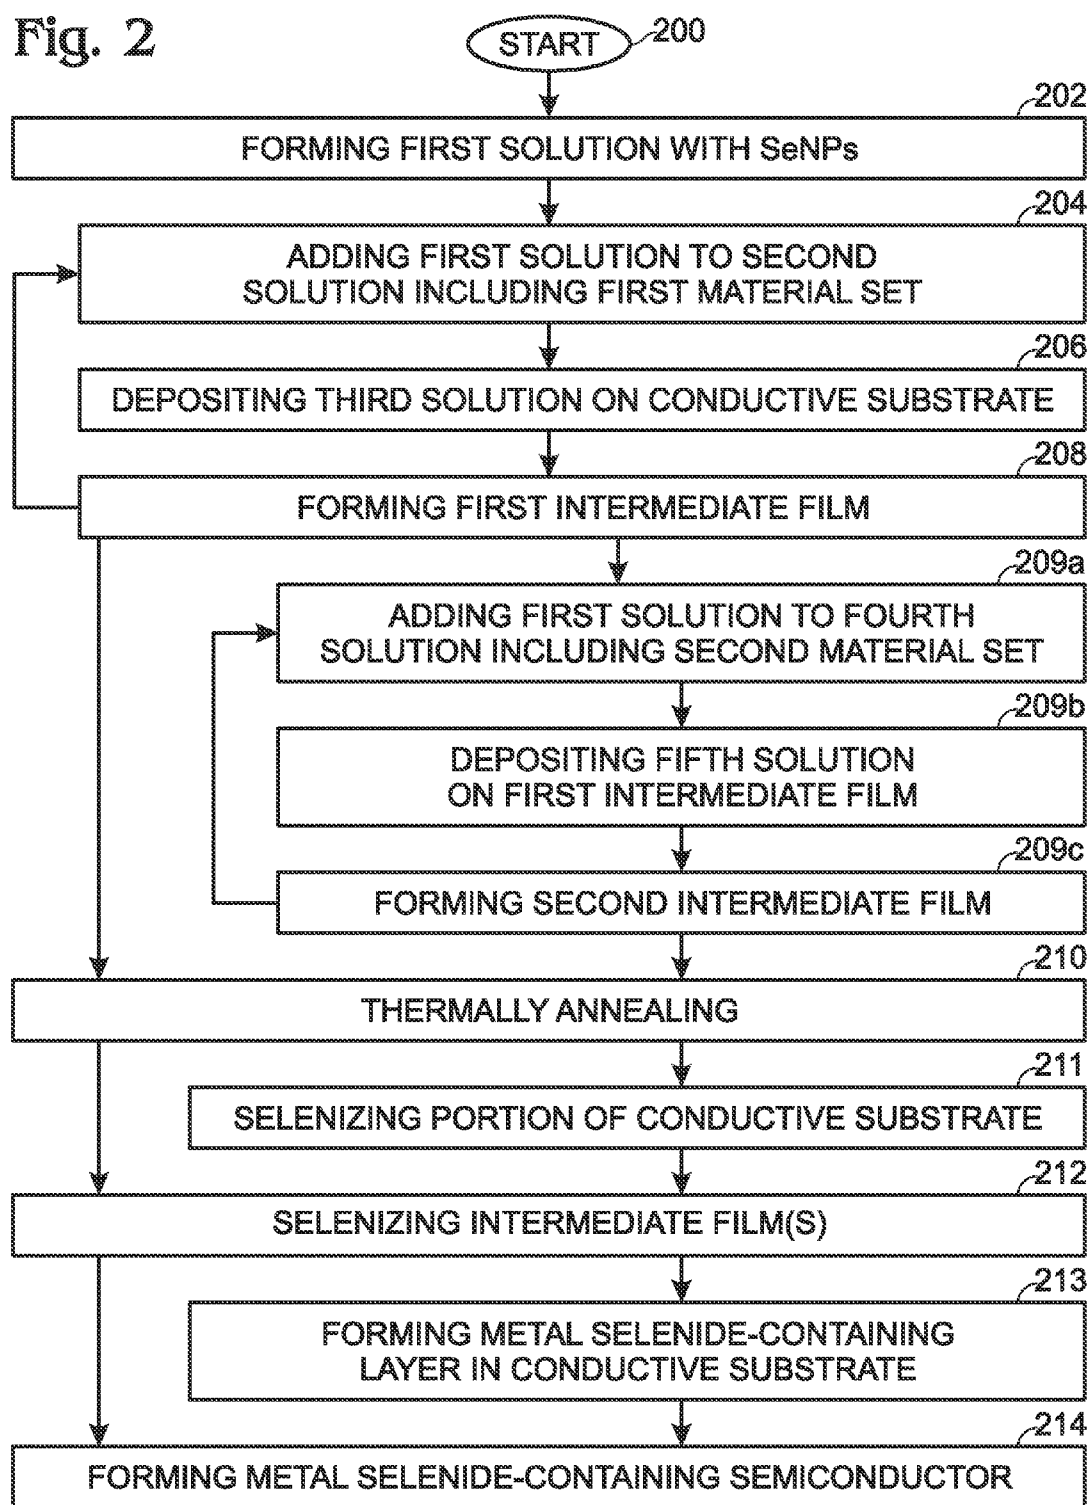 Fig. 2
START
200
202
FORMING FIRST SOLUTION WITH SeNPs
204
ADDING FIRST SOLUTION TO SECOND
SOLUTION INCLUDING FIRST MATERIAL SET
206
DEPOSITING THIRD SOLUTION ON CONDUCTIVE SUBSTRATE
208
FORMING FIRST INTERMEDIATE FILM
209a
ADDING FIRST SOLUTION TO FOURTH
SOLUTION INCLUDING SECOND MATERIAL SET
209b
DEPOSITING FIFTH SOLUTION
ON FIRST INTERMEDIATE FILM
209c
FORMING SECOND INTERMEDIATE FILM
210
THERMALLY ANNEALING
211
SELENIZING PORTION OF CONDUCTIVE SUBSTRATE
212
SELENIZING INTERMEDIATE FILM(S)
213
FORMING METAL SELENIDE-CONTAINING
LAYER IN CONDUCTIVE SUBSTRATE
214
FORMING METAL SELENIDE-CONTAINING SEMICONDUCTOR